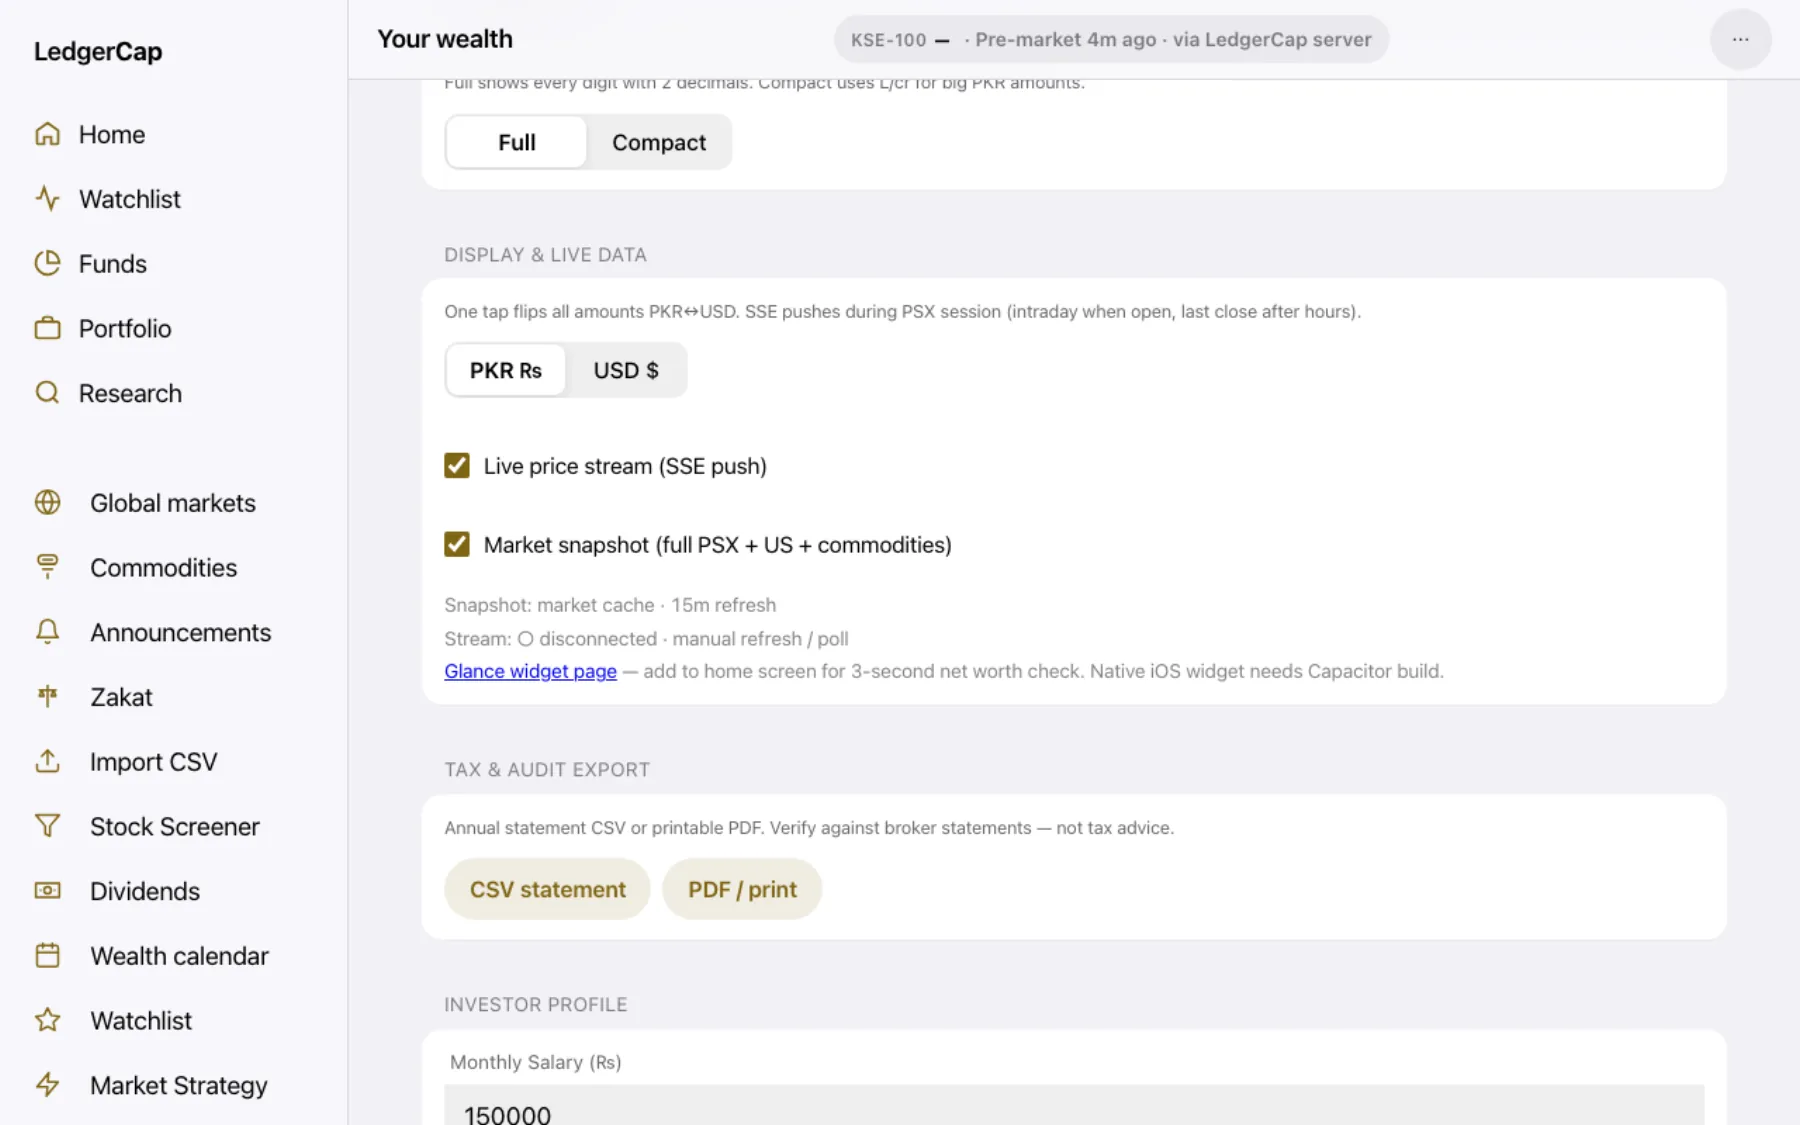 LedgerCap
Home
Watchlist
Funds
Portfolio
Research
Global markets
Commodities
Announcements
Zakat
Import CSV
Stock Screener
Dividends
Wealth calendar
Watchlist
Market Strategy
Your wealth
KSE-100 — · Pre-market 4m ago · via LedgerCap server
...
Full shows every digit with 2 decimals. Compact uses L/cr for big PKR amounts.
Full Compact
DISPLAY & LIVE DATA
One tap flips all amounts PKR↔USD. SSE pushes during PSX session (intraday when open, last close after hours).
PKR ₨ USD $
Live price stream (SSE push)
Market snapshot (full PSX + US + commodities)
Snapshot: market cache · 15m refresh
Stream: ○ disconnected · manual refresh / poll
Glance widget page — add to home screen for 3-second net worth check. Native iOS widget needs Capacitor build.
TAX & AUDIT EXPORT
Annual statement CSV or printable PDF. Verify against broker statements — not tax advice.
CSV statement PDF / print
INVESTOR PROFILE
Monthly Salary (₨)
150000